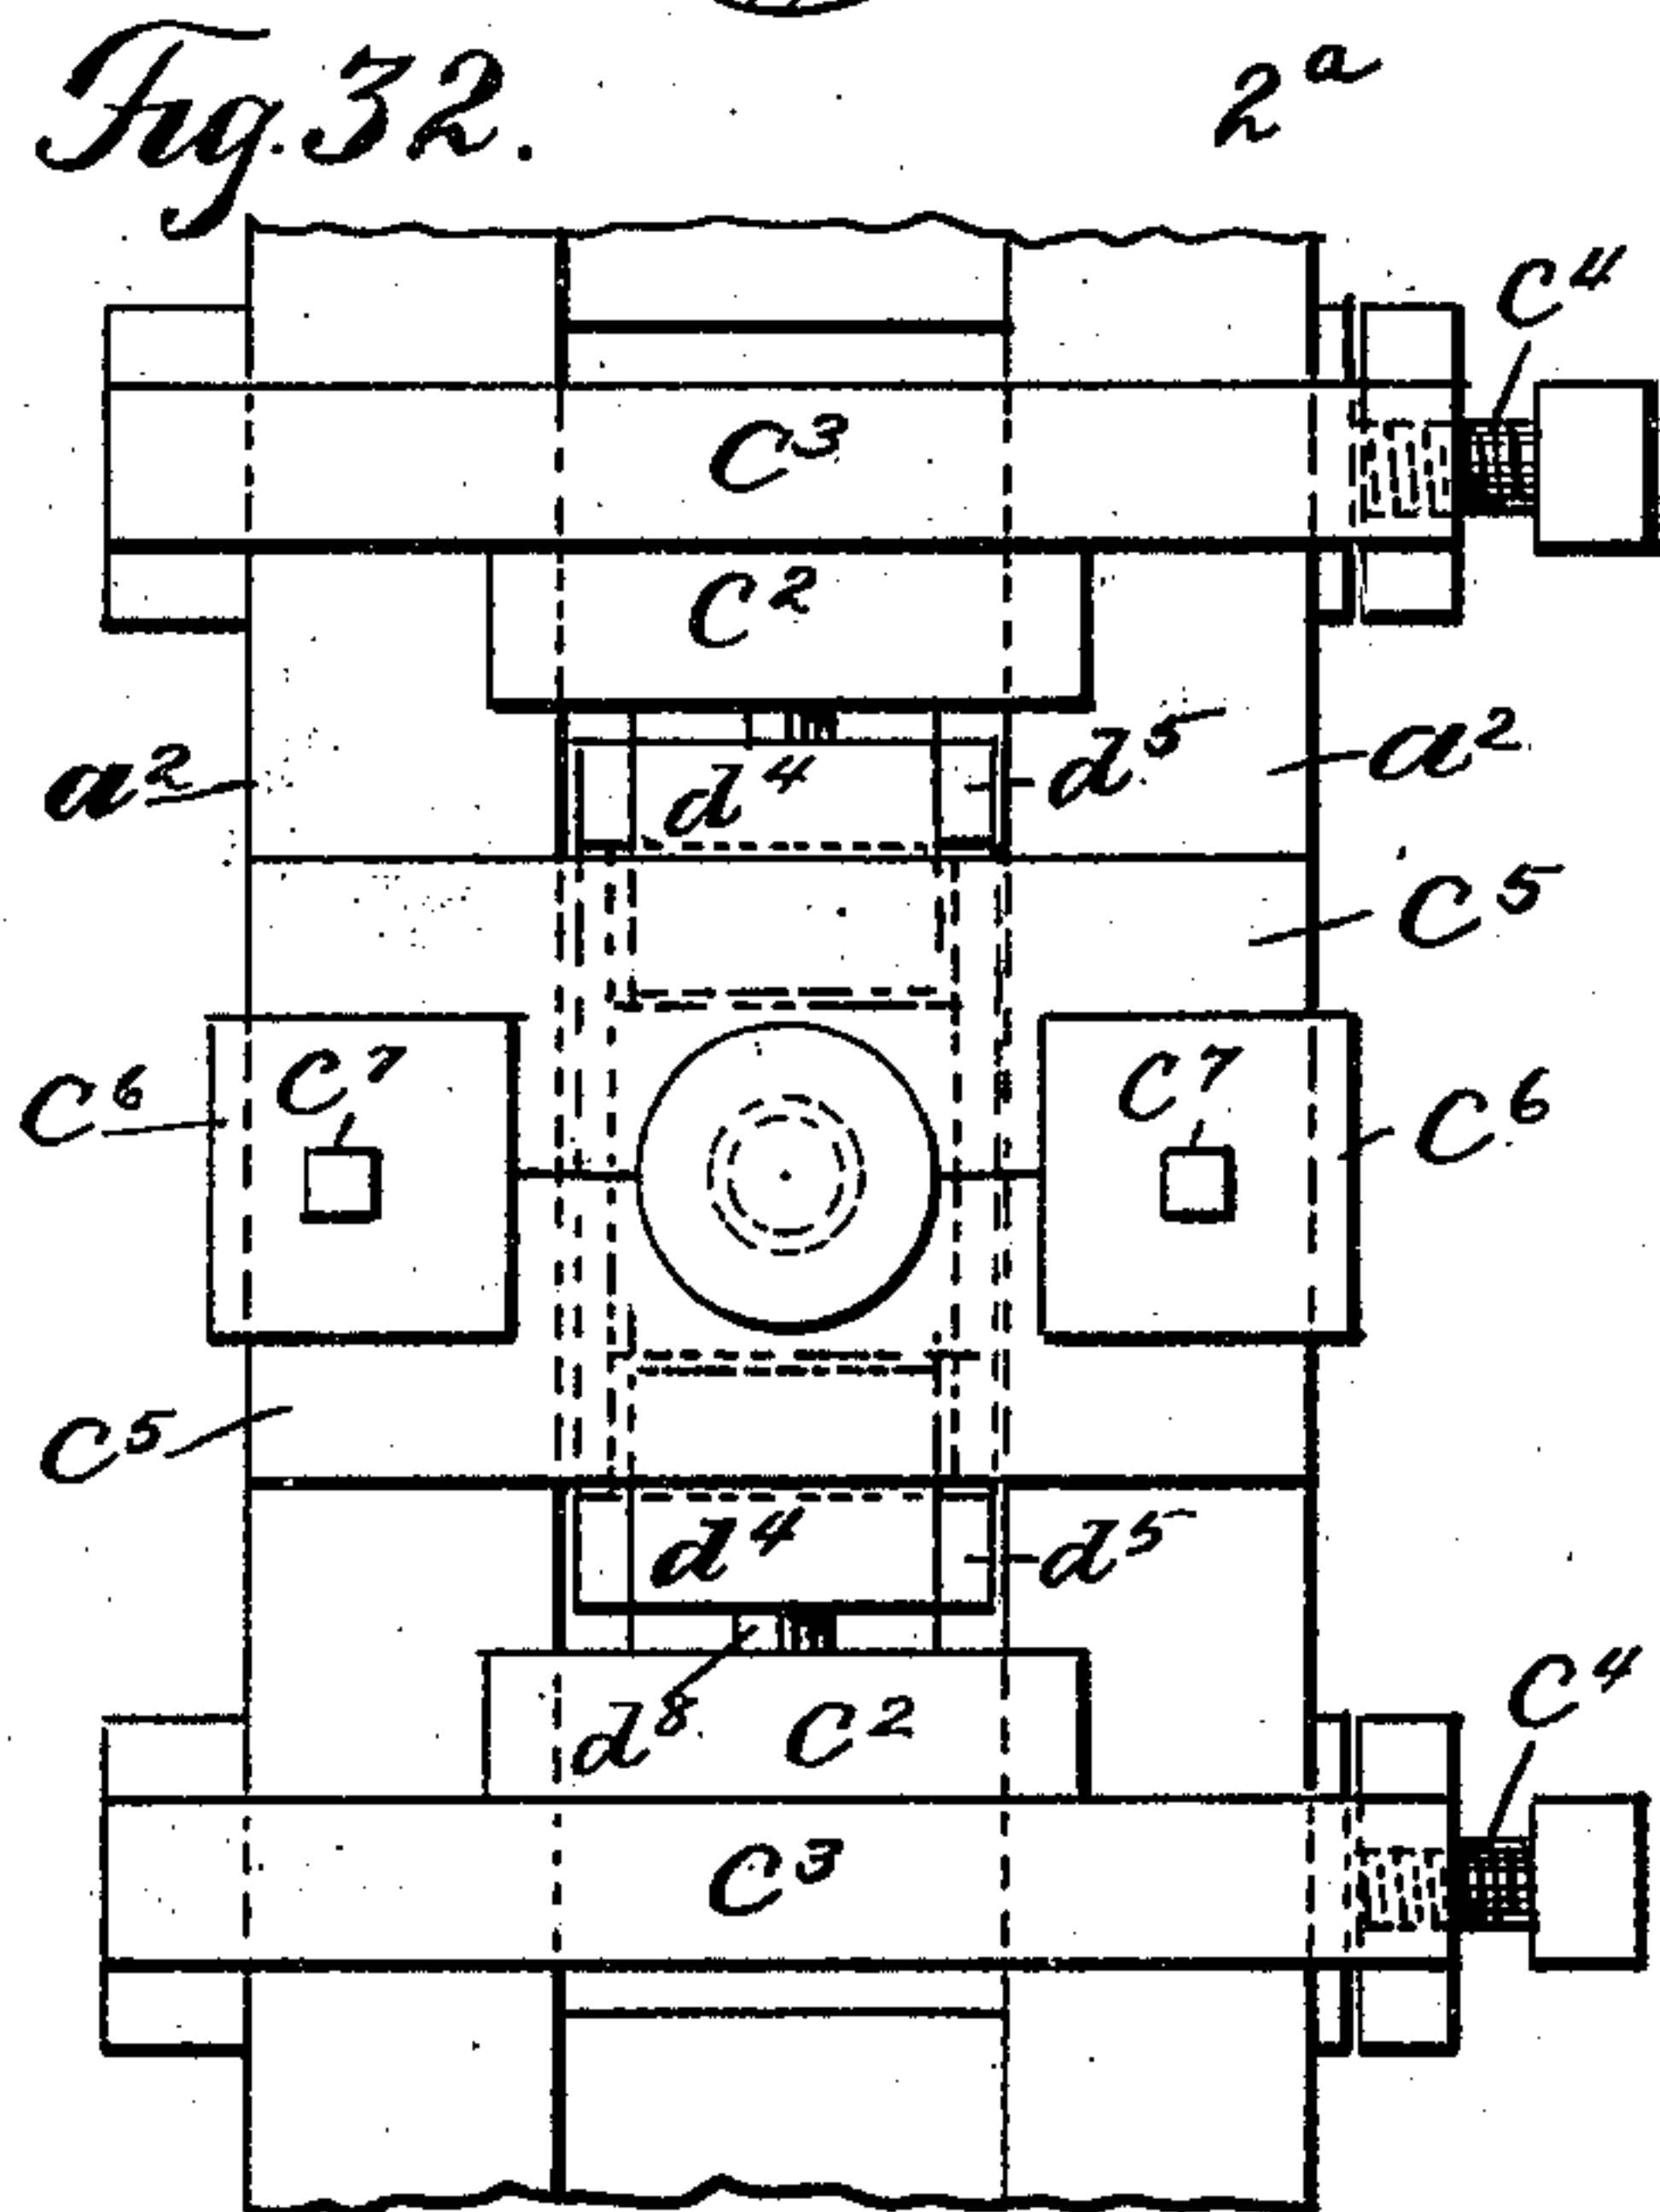 Fig. 32.
2ᵃ
C⁴
C³
C²
a² d⁴ d⁵ a²
C⁵
C⁶ C⁷ C⁷ C⁶
C⁵
d⁴ d⁵
d⁸ C² C⁴
C³